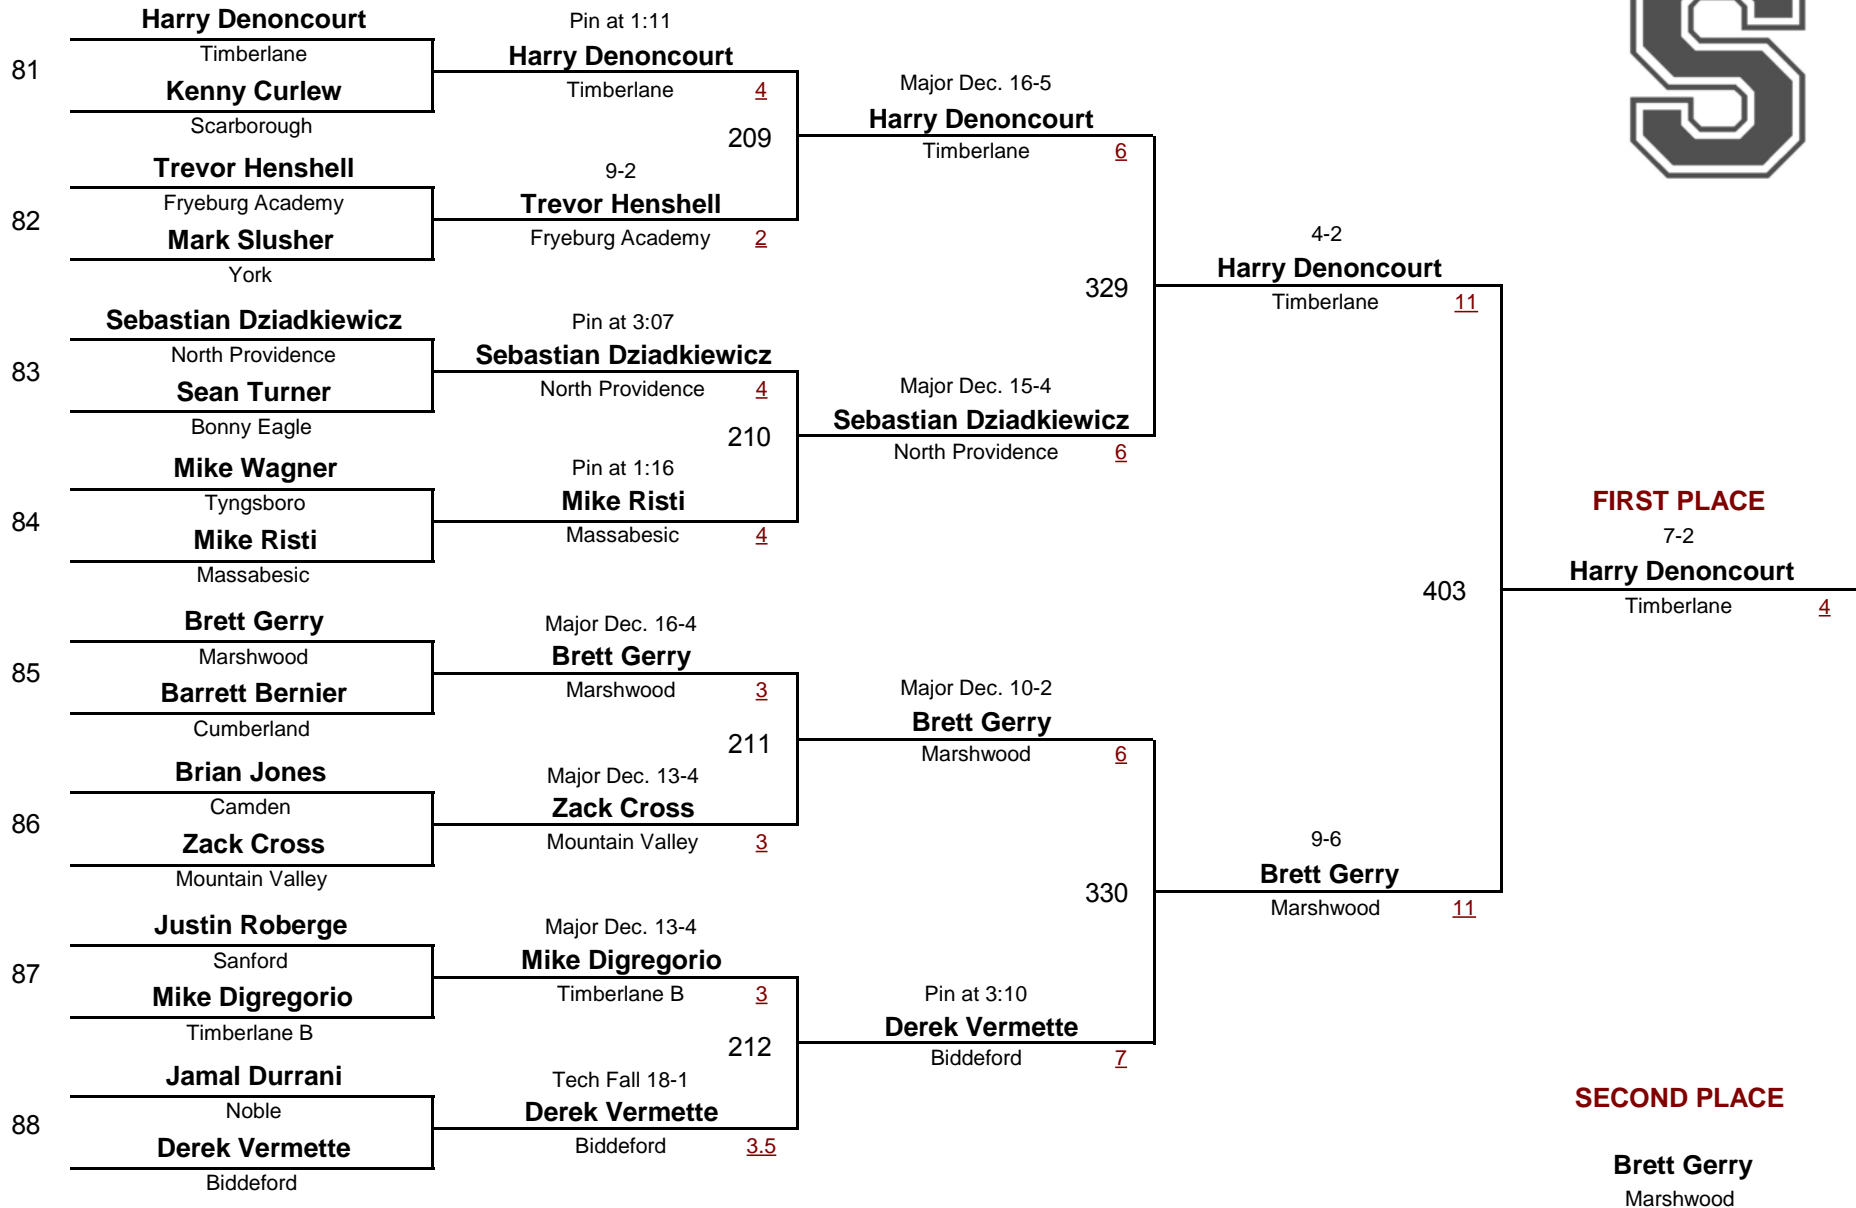 Harry Denoncourt
Timberlane
81
Kenny Curlew
Scarborough
Trevor Henshell
Fryeburg Academy
82
Mark Slusher
York
Sebastian Dziadkiewicz
North Providence
83
Sean Turner
Bonny Eagle
Mike Wagner
Tyngsboro
84
Mike Risti
Massabesic
Brett Gerry
Marshwood
85
Barrett Bernier
Cumberland
Brian Jones
Camden
86
Zack Cross
Mountain Valley
Justin Roberge
Sanford
87
Mike Digregorio
Timberlane B
Jamal Durrani
Noble
88
Derek Vermette
Biddeford
Pin at 1:11
Harry Denoncourt
Timberlane 4
209
9-2
Trevor Henshell
Fryeburg Academy 2
Pin at 3:07
Sebastian Dziadkiewicz
North Providence 4
210
Pin at 1:16
Mike Risti
Massabesic 4
Major Dec. 16-4
Brett Gerry
Marshwood 3
211
Major Dec. 13-4
Zack Cross
Mountain Valley 3
Major Dec. 13-4
Mike Digregorio
Timberlane B 3
212
Tech Fall 18-1
Derek Vermette
Biddeford 3.5
Major Dec. 16-5
Harry Denoncourt
Timberlane 6
329
Major Dec. 15-4
Sebastian Dziadkiewicz
North Providence 6
Major Dec. 10-2
Brett Gerry
Marshwood 6
330
Pin at 3:10
Derek Vermette
Biddeford 7
4-2
Harry Denoncourt
Timberlane 11
403
9-6
Brett Gerry
Marshwood 11
S
FIRST PLACE
7-2
Harry Denoncourt
Timberlane 4
SECOND PLACE
Brett Gerry
Marshwood